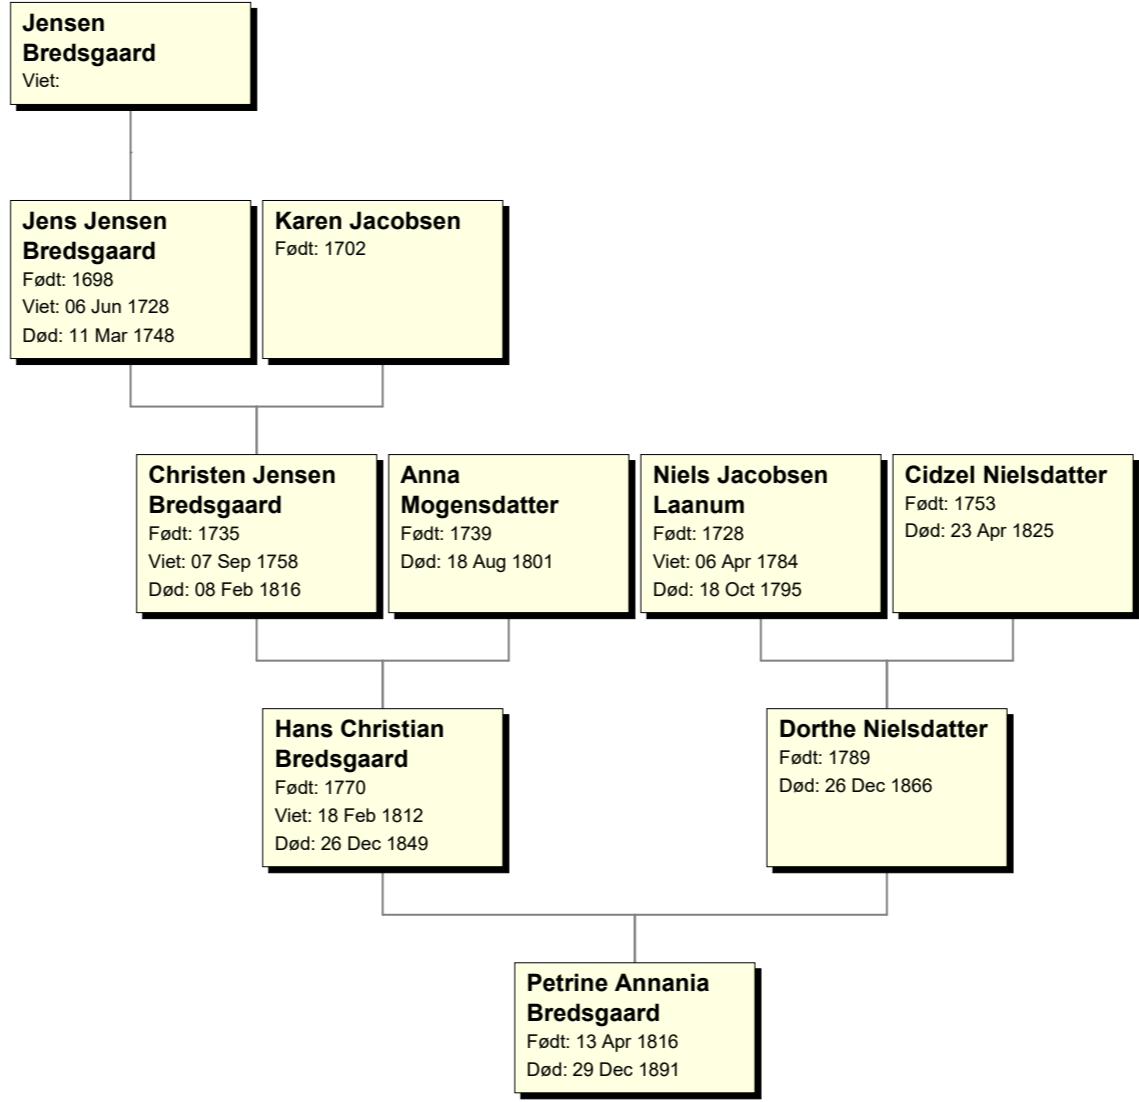 Jensen
Bredsgaard
Viet:
Jens Jensen
Bredsgaard
Født: 1698
Viet: 06 Jun 1728
Død: 11 Mar 1748
Karen Jacobsen
Født: 1702
Christen Jensen
Bredsgaard
Født: 1735
Viet: 07 Sep 1758
Død: 08 Feb 1816
Anna
Mogensdatter
Født: 1739
Død: 18 Aug 1801
Niels Jacobsen
Laanum
Født: 1728
Viet: 06 Apr 1784
Død: 18 Oct 1795
Cidzel Nielsdatter
Født: 1753
Død: 23 Apr 1825
Hans Christian
Bredsgaard
Født: 1770
Viet: 18 Feb 1812
Død: 26 Dec 1849
Dorthe Nielsdatter
Født: 1789
Død: 26 Dec 1866
Petrine Annania
Bredsgaard
Født: 13 Apr 1816
Død: 29 Dec 1891